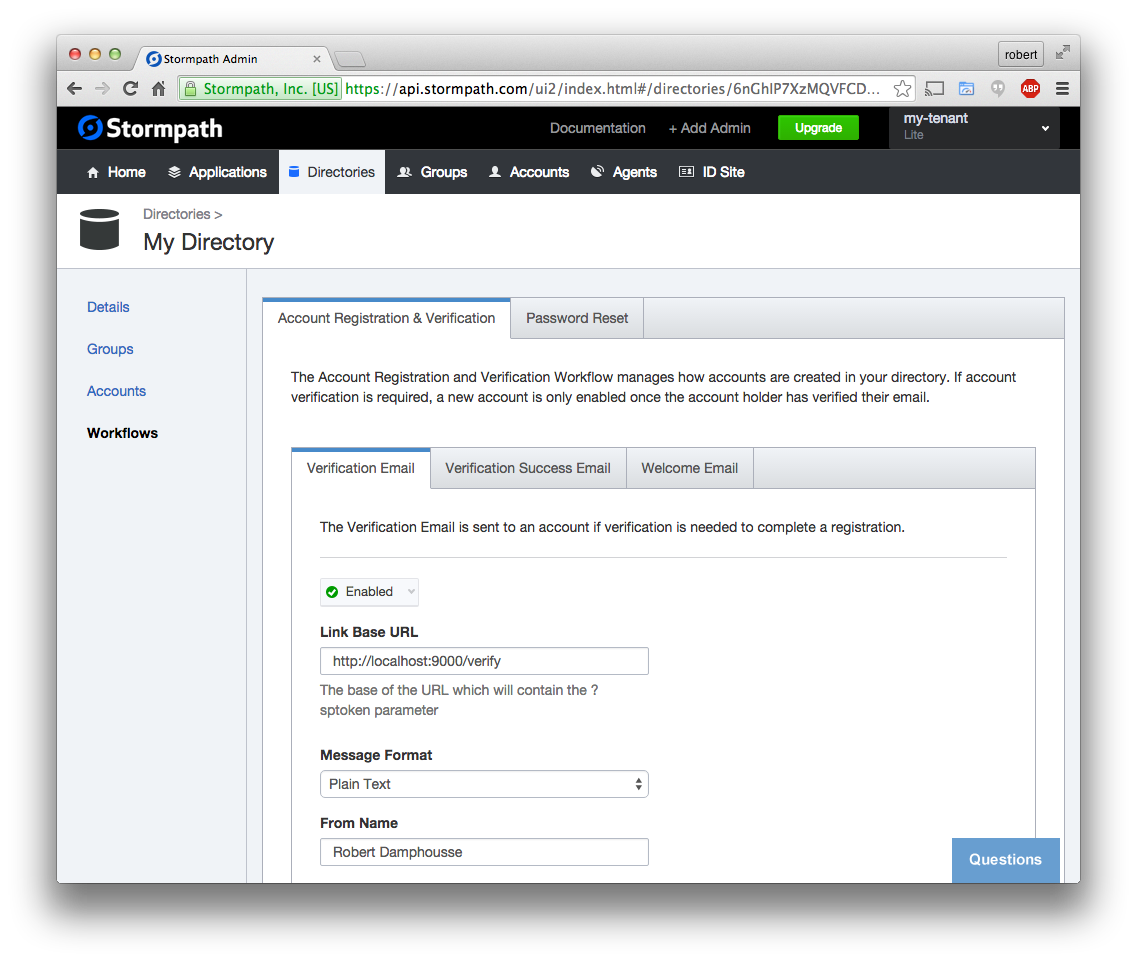 Stormpath Admin
robert
Stormpath, Inc. [US] https://api.stormpath.com/ui2/index.html#/directories/6nGhIP7XzMQVFCD...
ABP
Stormpath
Documentation
+ Add Admin
Upgrade
my-tenant
Lite
Home
Applications
Directories
Groups
Accounts
Agents
ID Site
Directories >
My Directory
Details
Groups
Accounts
Workflows
Account Registration & Verification
Password Reset
The Account Registration and Verification Workflow manages how accounts are created in your directory. If account
verification is required, a new account is only enabled once the account holder has verified their email.
Verification Email
Verification Success Email
Welcome Email
The Verification Email is sent to an account if verification is needed to complete a registration.
Enabled
Link Base URL
http://localhost:9000/verify
The base of the URL which will contain the ?
sptoken parameter
Message Format
Plain Text
From Name
Robert Damphousse
Questions